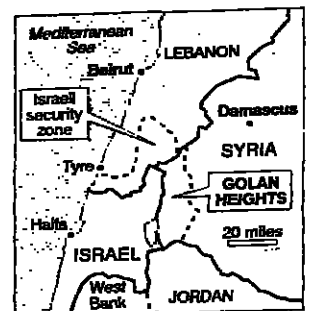 Mediterranean
Sea
LEBANON
Beirut
Israeli
security
zone
Damascus
Tyre
SYRIA
GOLAN
HEIGHTS
Haifa
20 miles
ISRAEL
West
Bank
JORDAN